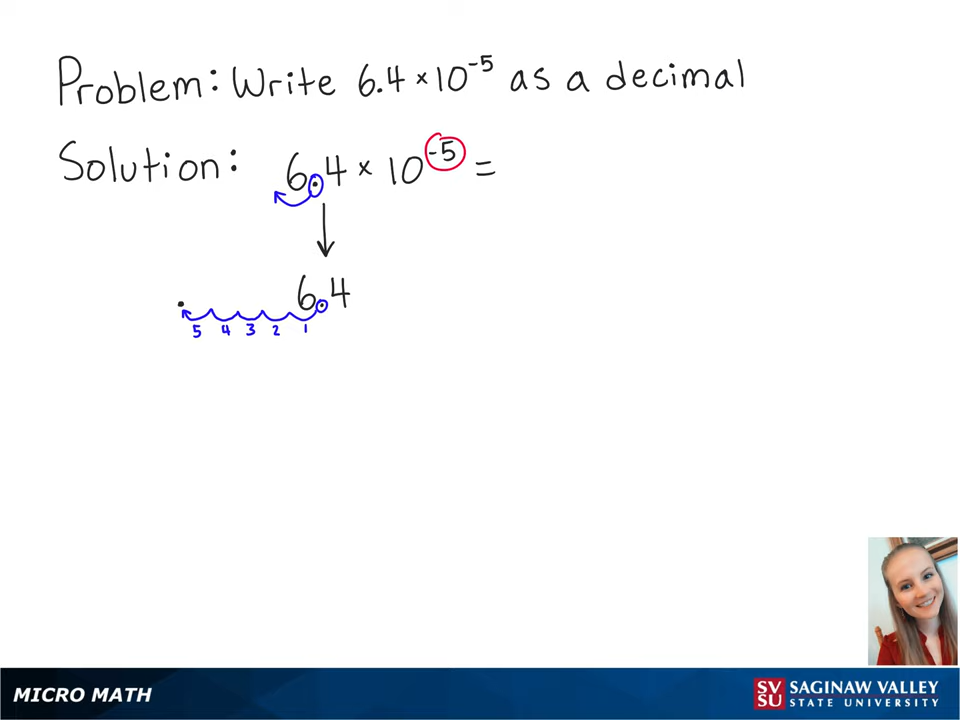 Problem: Write 6.4 × 10⁻⁵ as a decimal
Solution: 6.4 × 10⁻⁵ =
. 6.4
5 4 3 2 1
MICRO MATH
SV SU SAGINAW VALLEY STATE UNIVERSITY